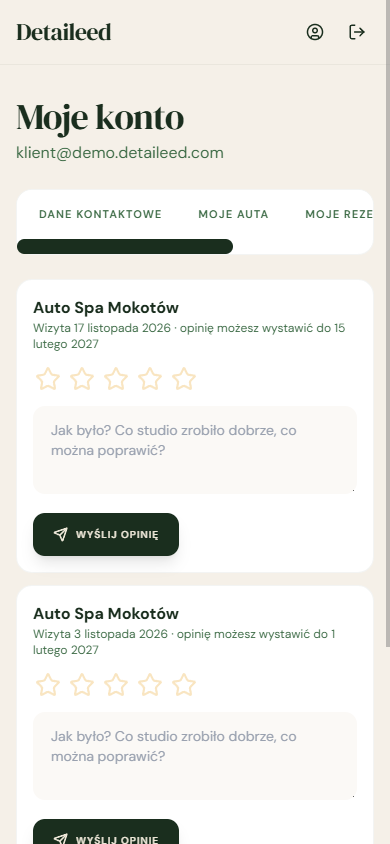 Detaileed
Moje konto
klient@demo.detaileed.com
DANE KONTAKTOWE MOJE AUTA MOJE REZE
Auto Spa Mokotów
Wizyta 17 listopada 2026 · opinię możesz wystawić do 15
lutego 2027
Jak było? Co studio zrobiło dobrze, co
można poprawić?
WYŚLIJ OPINIĘ
Auto Spa Mokotów
Wizyta 3 listopada 2026 · opinię możesz wystawić do 1
lutego 2027
Jak było? Co studio zrobiło dobrze, co
można poprawić?
WYŚLIJ OPINIĘ